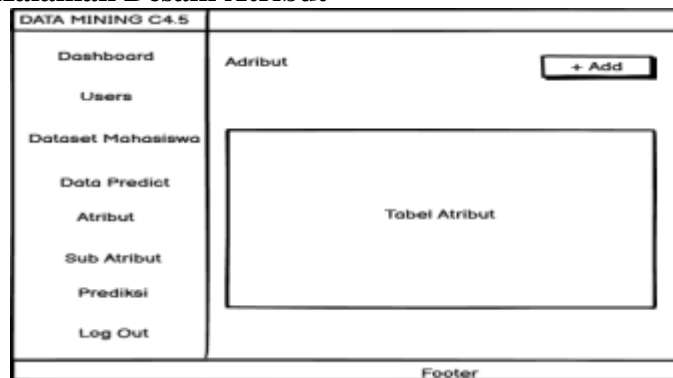 DATA MINING C4.5
Dashboard
Users
Dataset Mahasiswa
Data Predict
Atribut
Sub Atribut
Prediksi
Log Out
Adribut
+ Add
Tabel Atribut
Footer